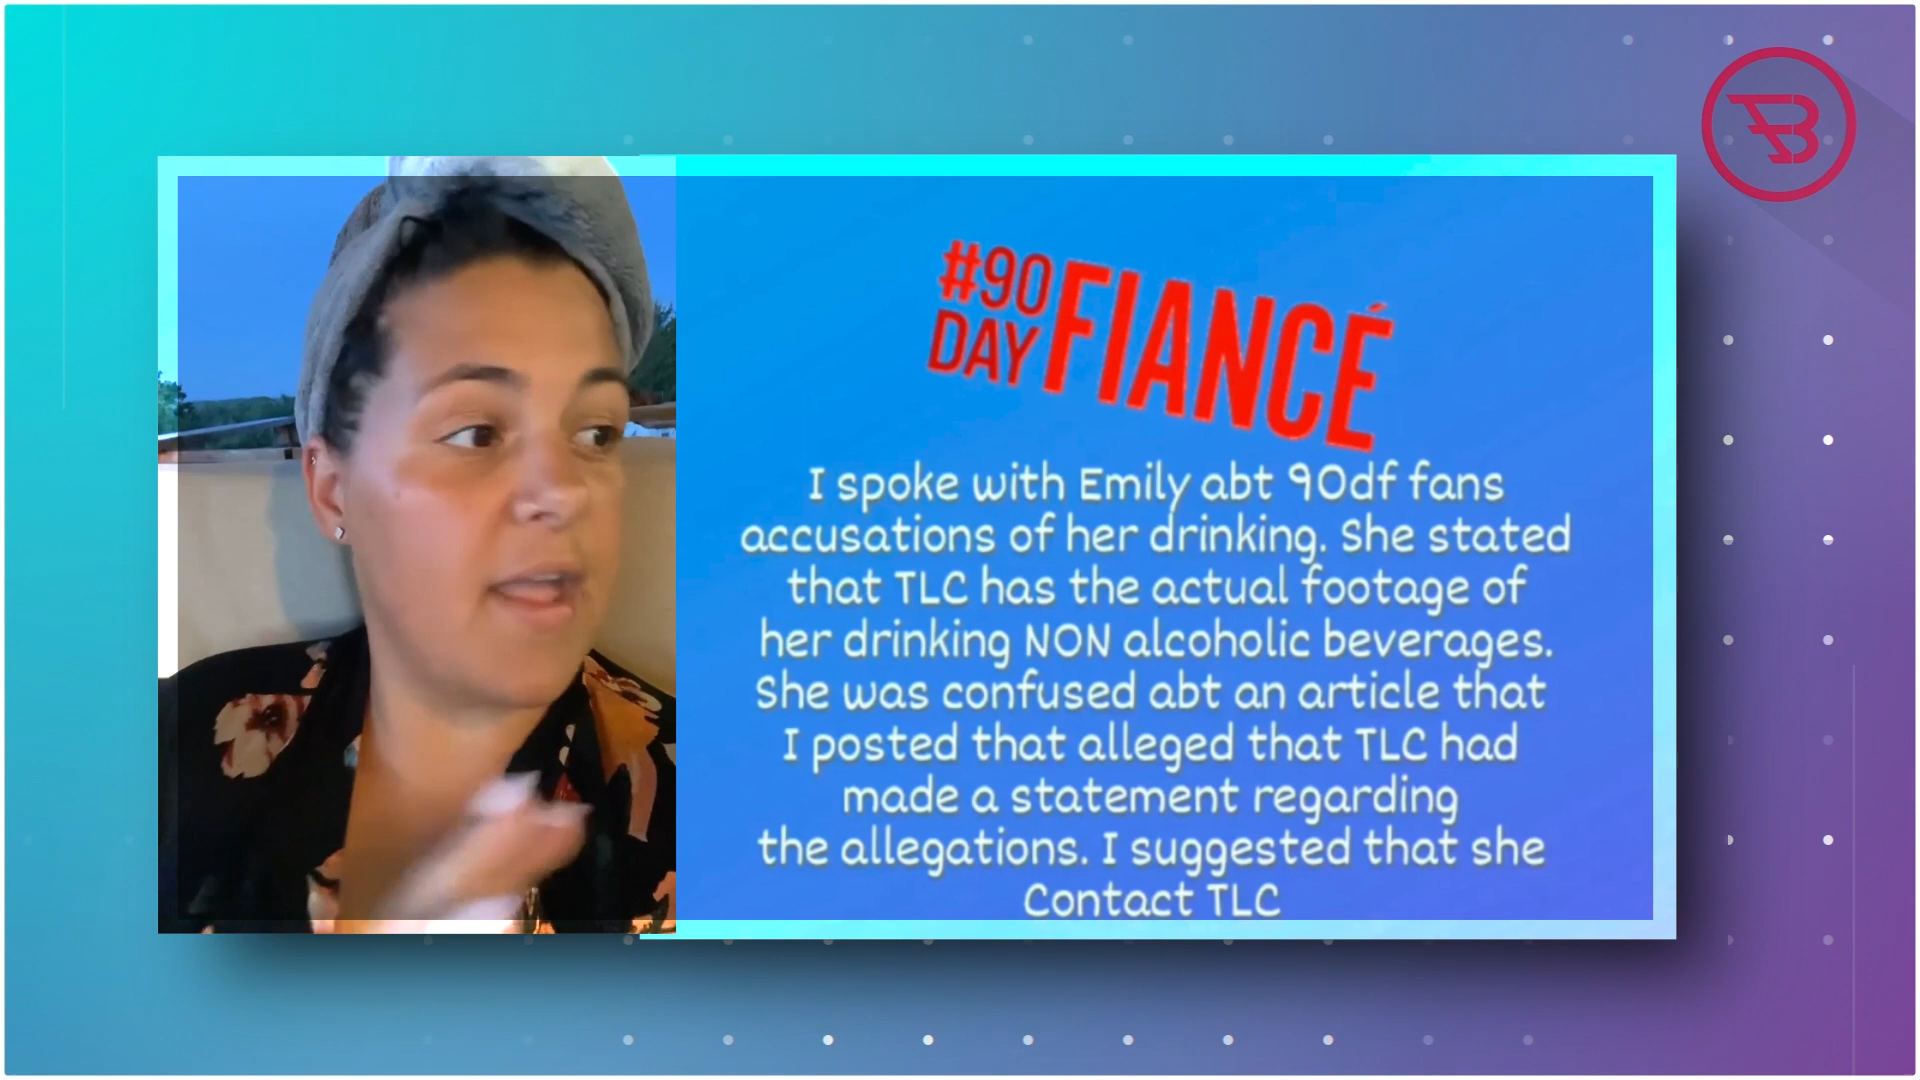 #90
DAY FIANCÉ
I spoke with Emily abt 90df fans
accusations of her drinking. She stated
that TLC has the actual footage of
her drinking NON alcoholic beverages.
She was confused abt an article that
I posted that alleged that TLC had
made a statement regarding
the allegations. I suggested that she
Contact TLC